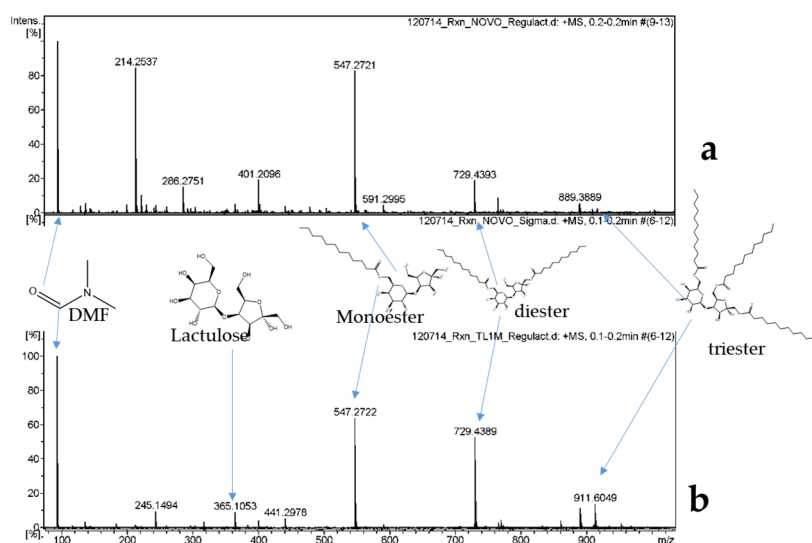 Intens.
[%]
120714_Rxn_NOVO_Regulact.d: +MS, 0.2-0.2min #(9-13)
80
60
40
20
0
214.2537
286.2751
401.2096
547.2721
591.2995
729.4393
889.3889
a
[%]
120714_Rxn_NOVO_Sigma.d: +MS, 0.1-0.2min #(6-12)
O
N
DMF
Lactulose
Monoester
diester
triester
120714_Rxn_TL1M_Regulact.d: +MS, 0.1-0.2min #(6-12)
100
80
60
40
20
0
245.1494
365.1053
441.2978
547.2722
729.4389
911.6049
b
100 200 300 400 500 600 700 800 900 m/z